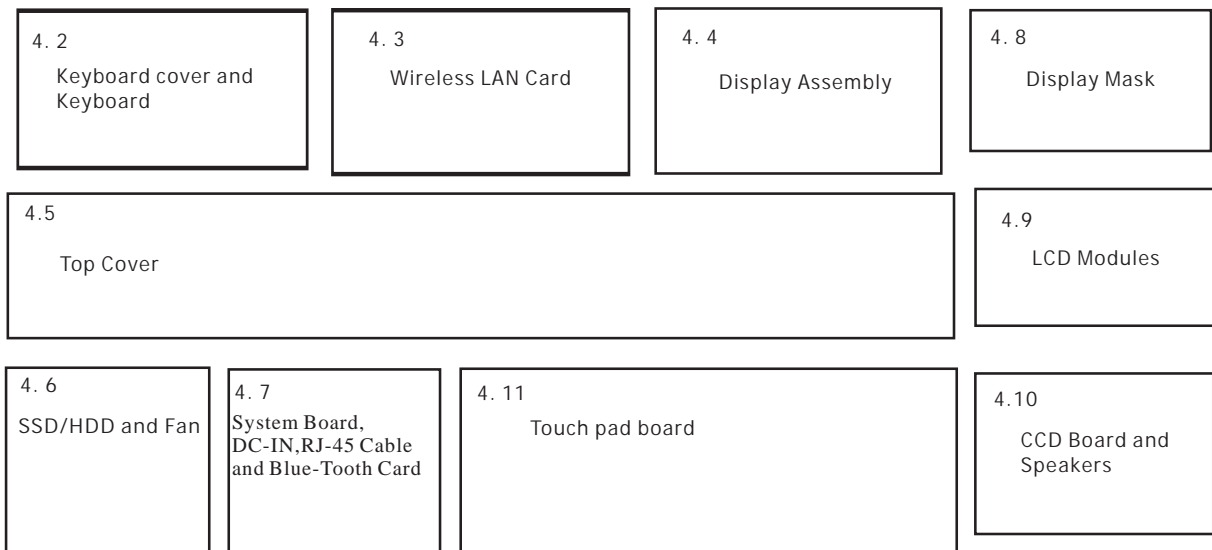 4. 2
Keyboard cover and
Keyboard
4. 3
Wireless LAN Card
4. 4
Display Assembly
4. 8
Display Mask
4.5
Top Cover
4.9
LCD Modules
4. 6
SSD/HDD and Fan
4. 7
System Board,
DC-IN,RJ-45 Cable
and Blue-Tooth Card
4. 11
Touch pad board
4.10
CCD Board and
Speakers